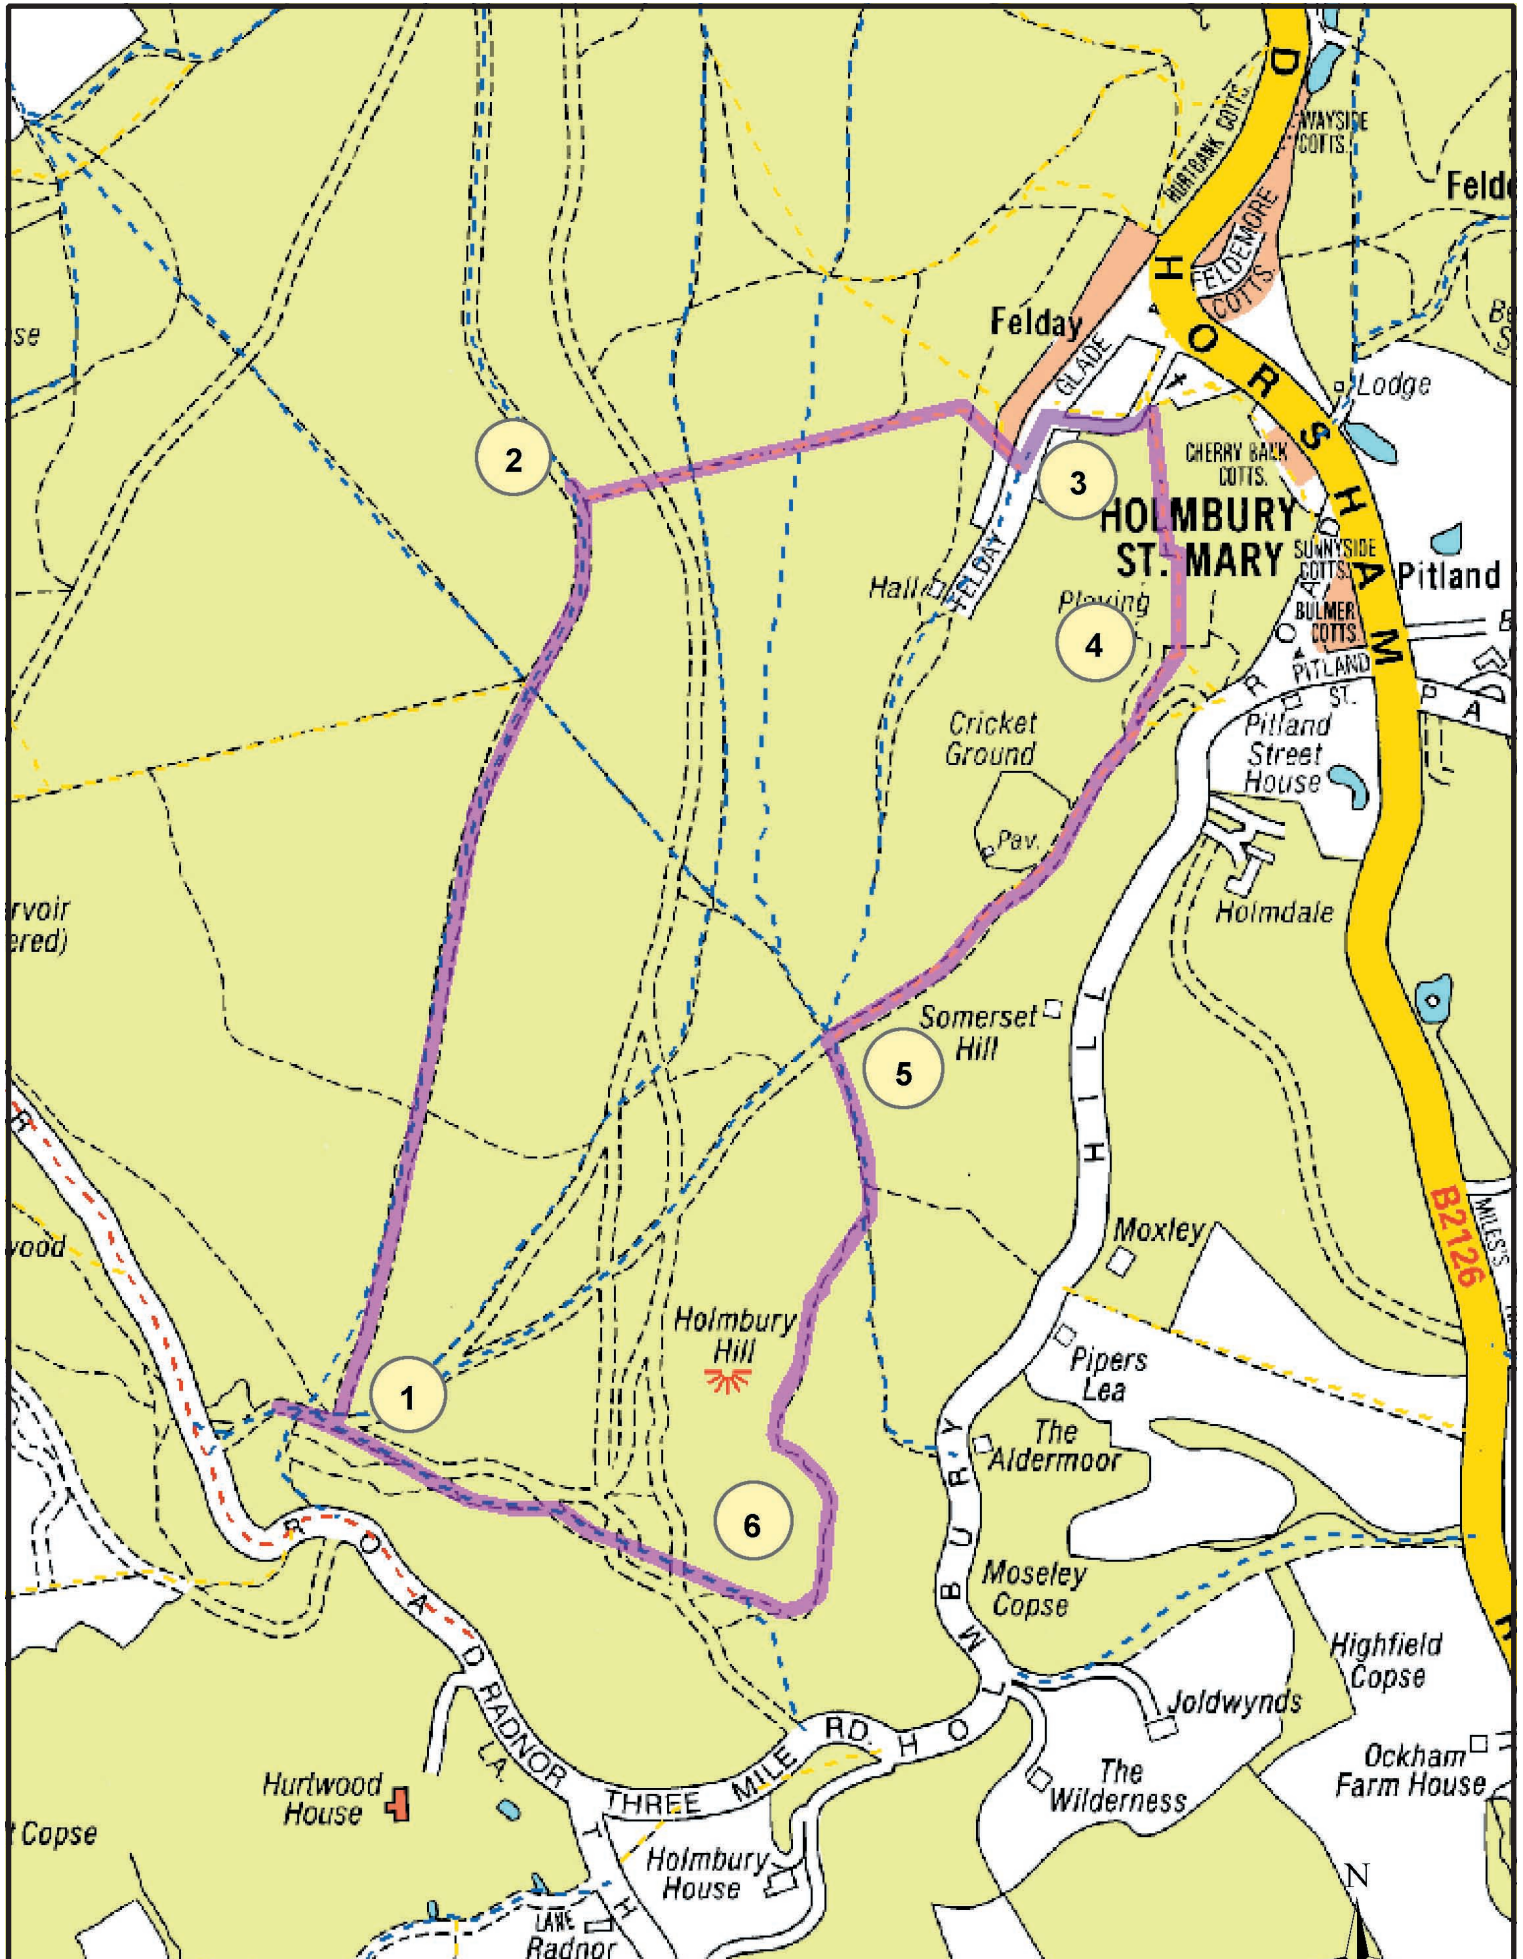 D
HURTBANK COTTS.
WAYSIDE
COTTS.
FELDEMORE
COTTS.
Felday
GLADE
H
O
R
S
H
A
M
Lodge
2
CHERRY BANK
COTTS.
3
HOLMBURY
ST. MARY
SUNNYSIDE
COTTS.
Pitland
Hall
FELDAY
Playing
BULMER
COTTS.
4
PITLAND
ST.
R
O
A
D
P A
Cricket
Ground
Pitland
Street
House
Pav.
Holmdale
Somerset
Hill
5
HOLMBURY HILL
B2126
MILES'S
Moxley
Holmbury
Hill
Pipers
Lea
1
The
Aldermoor
6
Moseley
Copse
R
R O A D
Highfield
Copse
RADNOR
LA.
Joldwynds
THREE MILE RD.
The
Wilderness
Ockham
Farm House
Hurtwood
House
Copse
Holmbury
House
T
H
LANE
Radnor
N